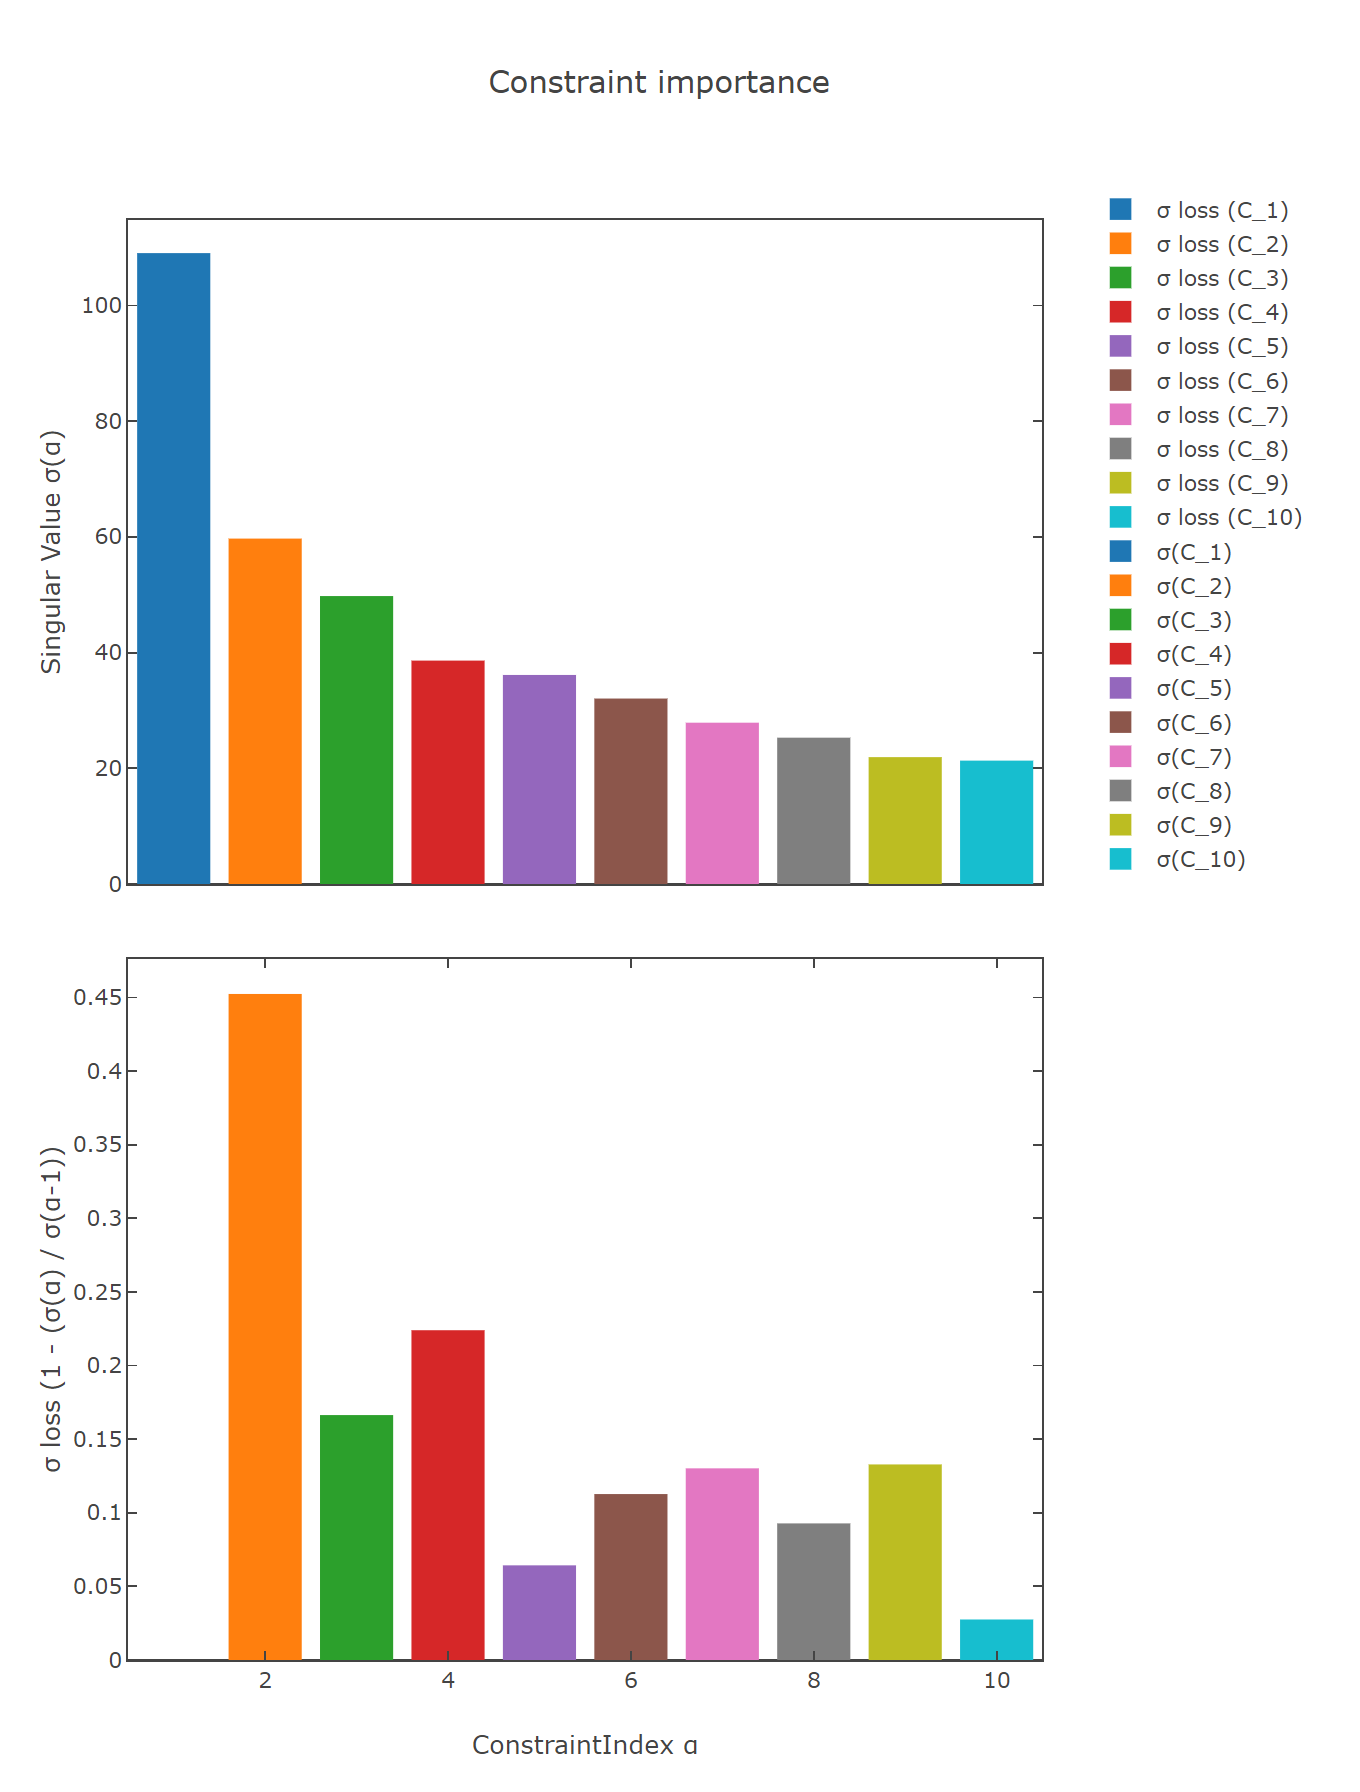 Constraint importance
100
80
60
40
20
0
Singular Value σ(ɑ)
σ loss (C_1)
σ loss (C_2)
σ loss (C_3)
σ loss (C_4)
σ loss (C_5)
σ loss (C_6)
σ loss (C_7)
σ loss (C_8)
σ loss (C_9)
σ loss (C_10)
σ(C_1)
σ(C_2)
σ(C_3)
σ(C_4)
σ(C_5)
σ(C_6)
σ(C_7)
σ(C_8)
σ(C_9)
σ(C_10)
0.45
0.4
0.35
0.3
0.25
0.2
0.15
0.1
0.05
0
σ loss (1 - (σ(ɑ) / σ(ɑ-1))
2 4 6 8 10
ConstraintIndex ɑ